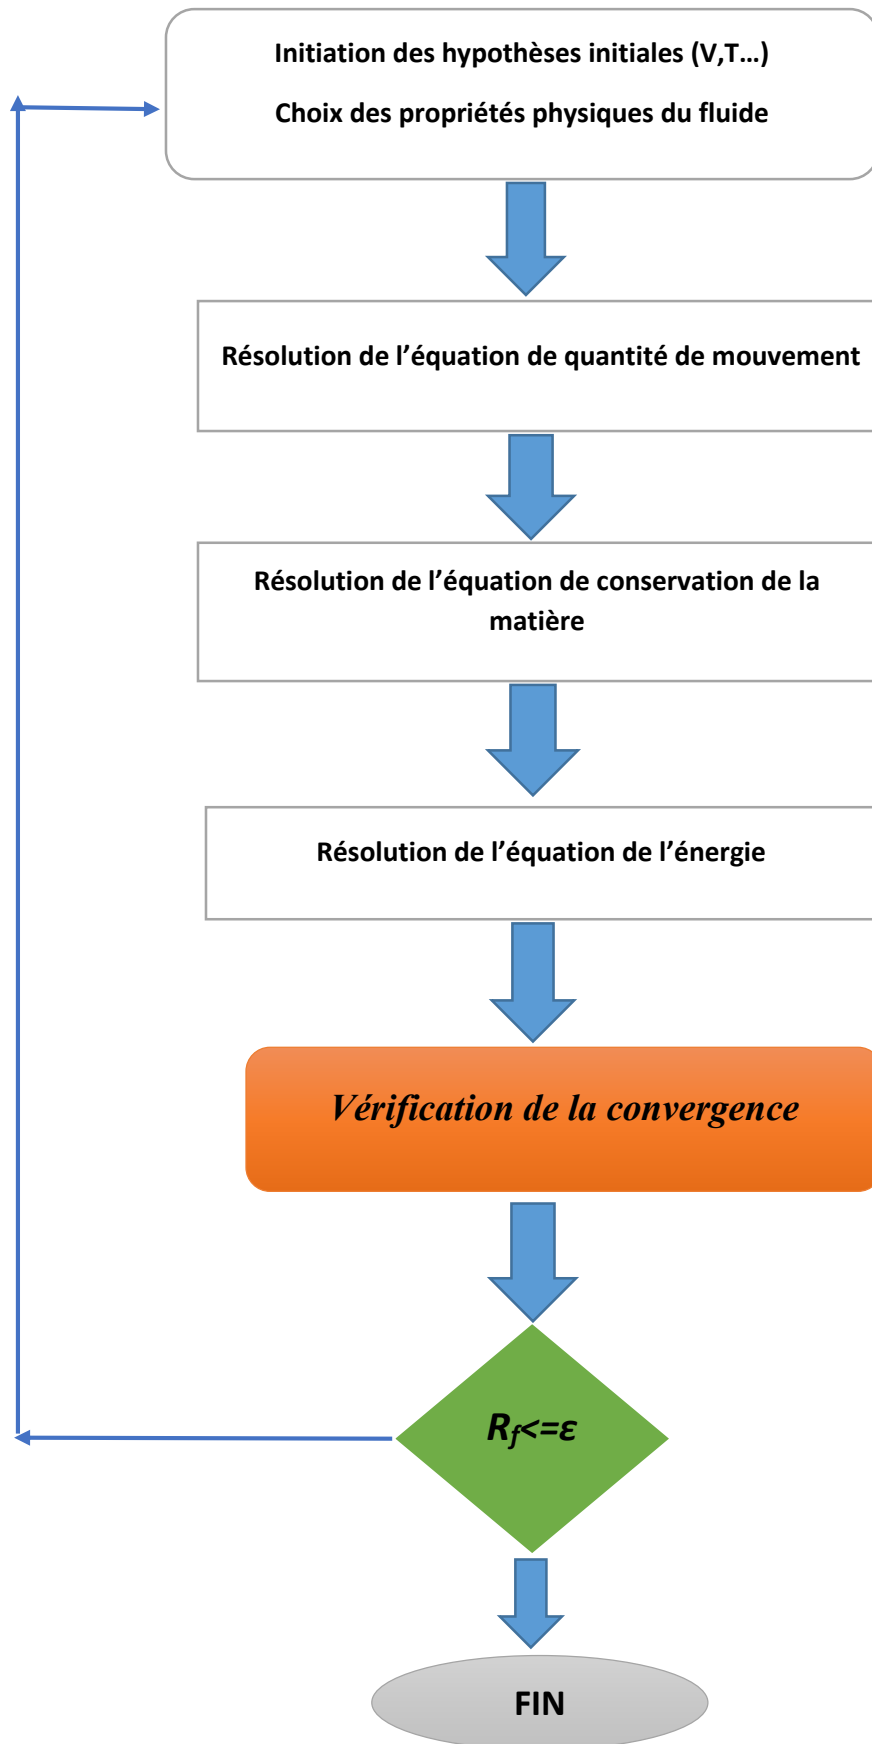 Initiation des hypothèses initiales (V,T…)
Choix des propriétés physiques du fluide
Résolution de l’équation de quantité de mouvement
Résolution de l’équation de conservation de la
matière
Résolution de l’équation de l’énergie
Vérification de la convergence
Rf<=ε
FIN